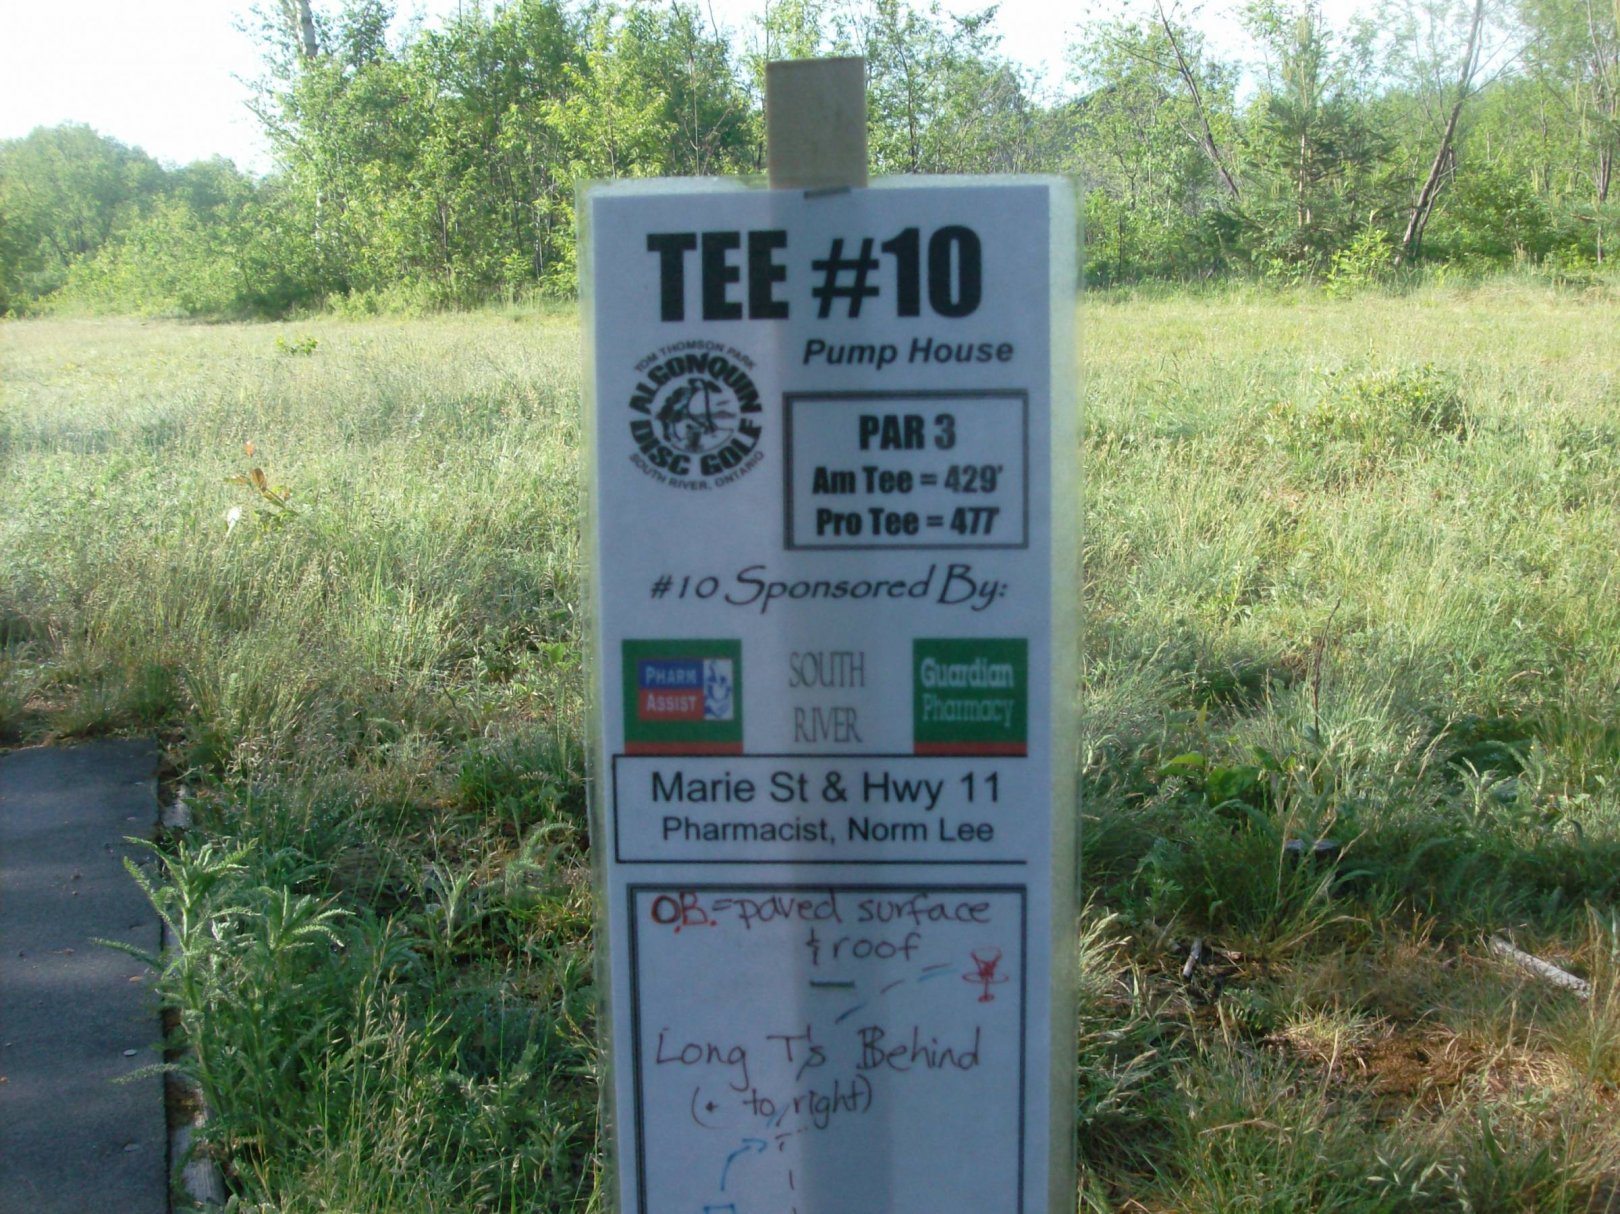 TEE #10
Pump House
TOM THOMSON PARK
ALGONQUIN
DISC GOLF
SOUTH RIVER, ONTARIO
PAR 3
Am Tee = 429'
Pro Tee = 477'
#10 Sponsored By:
PHARM
ASSIST
SOUTH
RIVER
Guardian
Pharmacy
Marie St & Hwy 11
Pharmacist, Norm Lee
O.B. = paved surface
& roof
Long T's Behind
(+ to right)